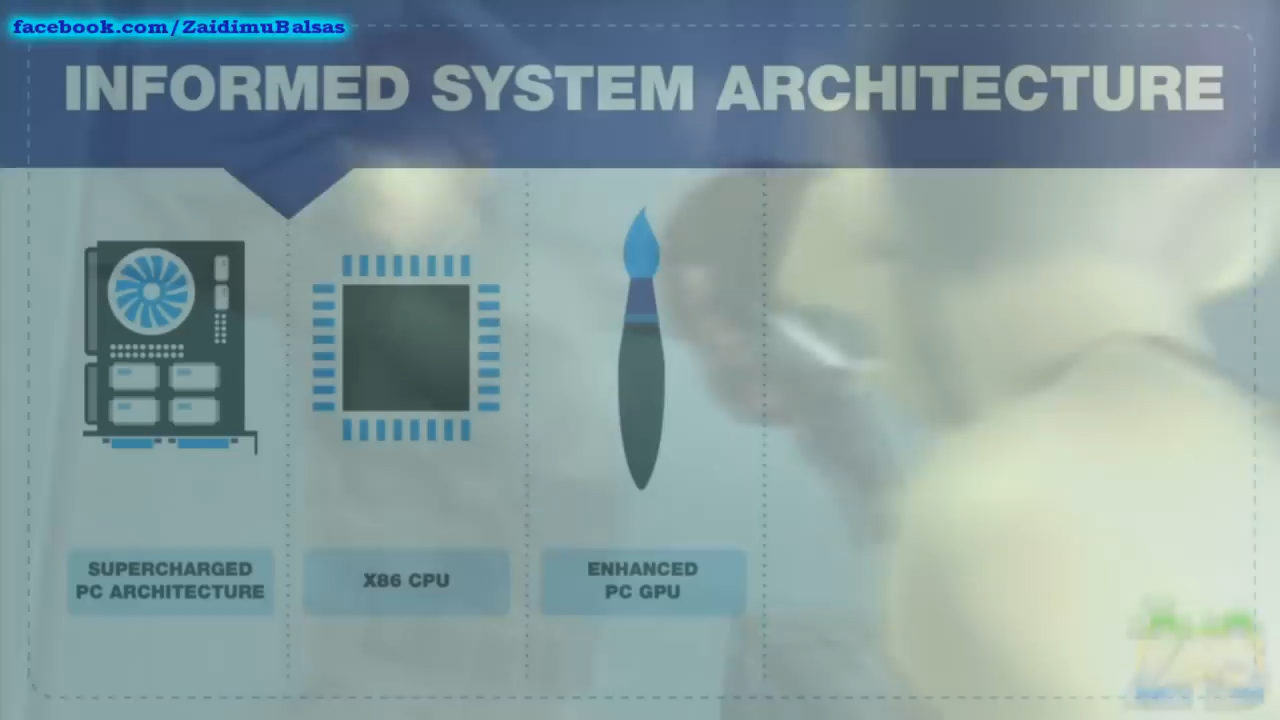 facebook.com/ZaidimuBalsas
INFORMED SYSTEM ARCHITECTURE
SUPERCHARGED
PC ARCHITECTURE
X86 CPU
ENHANCED
PC GPU